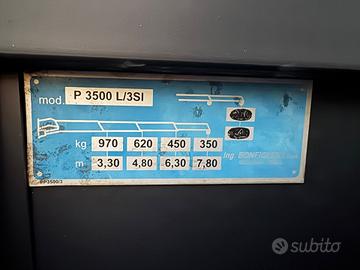 mod. P 3500 L/3SI
kg 970 620 450 350
m 3,30 4,80 6,30 7,80
Ing. BONFIGLIOLI
PP3500/3
subito